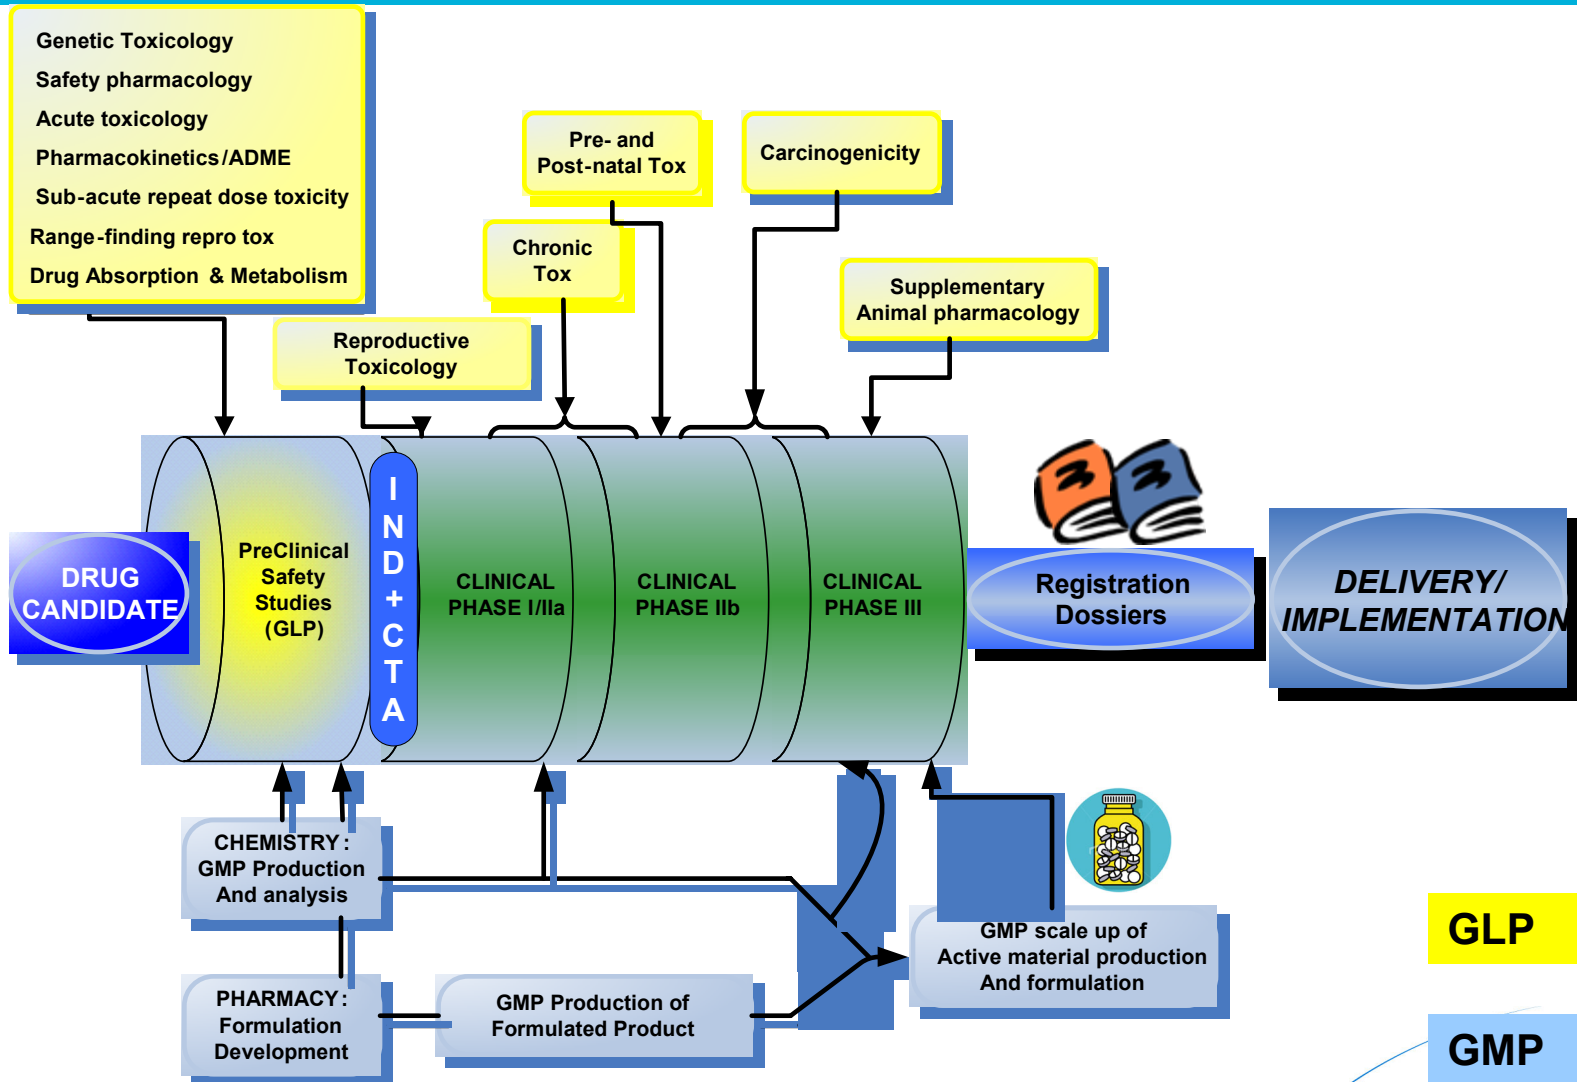 Genetic Toxicology
Safety pharmacology
Acute toxicology
Pharmacokinetics/ADME
Sub-acute repeat dose toxicity
Range-finding repro tox
Drug Absorption & Metabolism
Reproductive
Toxicology
Chronic
Tox
Pre- and
Post-natal Tox
Carcinogenicity
Supplementary
Animal pharmacology
DRUG
CANDIDATE
PreClinical
Safety
Studies
(GLP)
I
N
D
+
C
T
A
CLINICAL
PHASE I/IIa
CLINICAL
PHASE IIb
CLINICAL
PHASE III
Registration
Dossiers
DELIVERY/
IMPLEMENTATION
CHEMISTRY:
GMP Production
And analysis
PHARMACY:
Formulation
Development
GMP Production of
Formulated Product
GMP scale up of
Active material production
And formulation
GLP
GMP